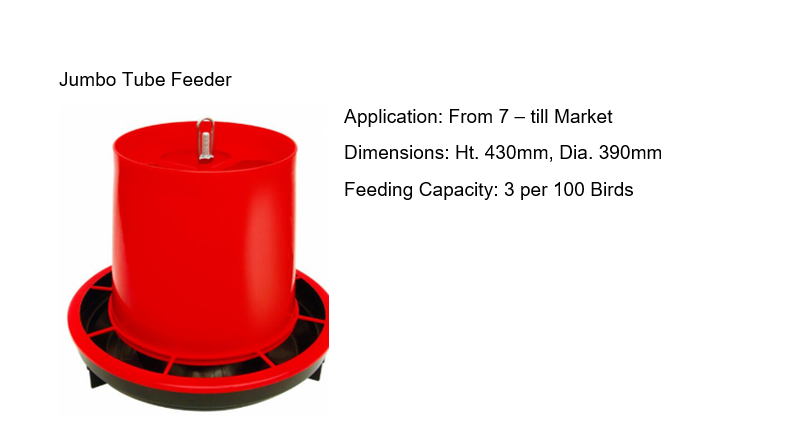 Jumbo Tube Feeder
Application: From 7 – till Market
Dimensions: Ht. 430mm, Dia. 390mm
Feeding Capacity: 3 per 100 Birds